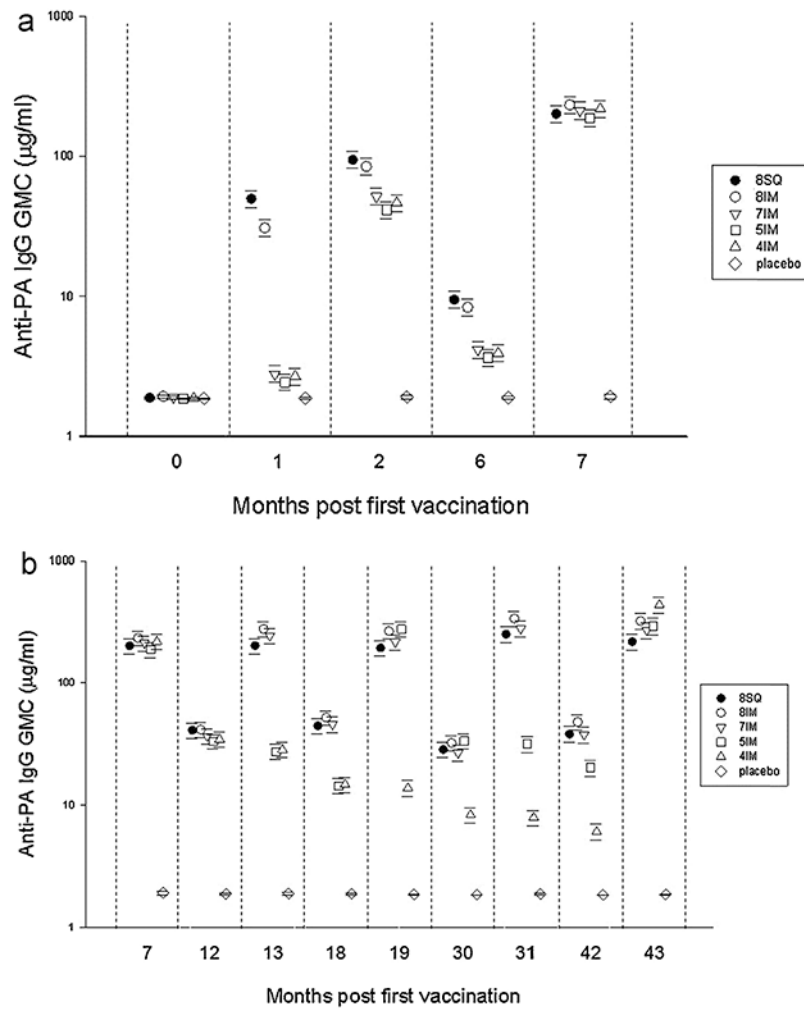 a
1000
100
10
1
Anti-PA IgG GMC (µg/ml)
0 1 2 6 7
Months post first vaccination
8SQ
8IM
7IM
5IM
4IM
placebo
b
1000
100
10
1
Anti-PA IgG GMC (µg/ml)
7 12 13 18 19 30 31 42 43
Months post first vaccination
8SQ
8IM
7IM
5IM
4IM
placebo